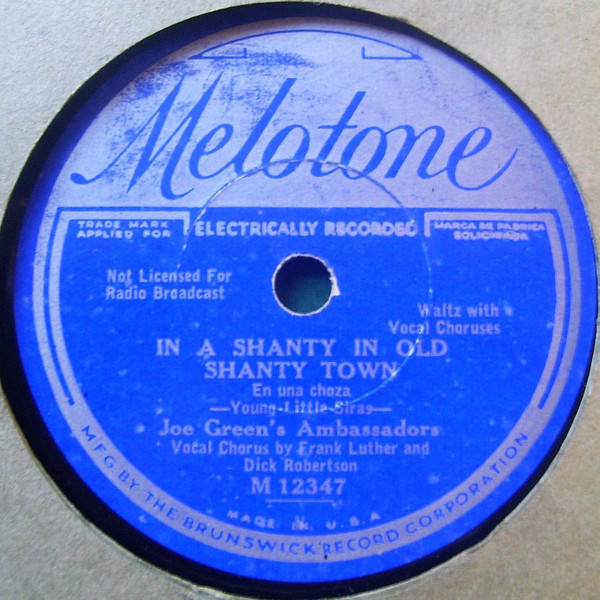 Melotone
TRADE MARK
APPLIED FOR
ELECTRICALLY RECORDED
MARCA DE FABRICA
SOLICITADA
Not Licensed For
Radio Broadcast
Waltz with
Vocal Choruses
IN A SHANTY IN OLD
SHANTY TOWN
En una choza
—Young-Little-Siras—
Joe Green's Ambassadors
Vocal Chorus by Frank Luther and
Dick Robertson
M 12347
MADE IN U.S.A
MFG. BY THE BRUNSWICK RECORD CORPORATION